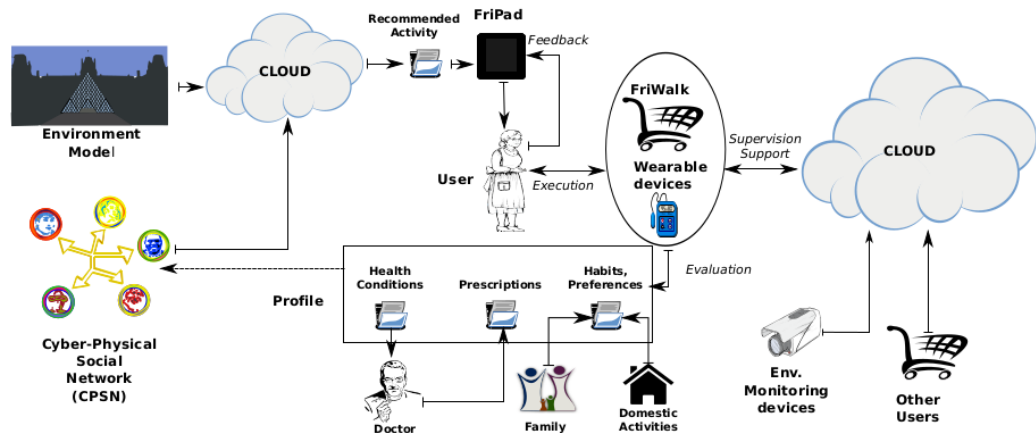 Recommended
Activity
FriPad
Feedback
CLOUD
Environment
Model
FriWalk
Wearable
devices
User
Execution
Supervision
Support
CLOUD
Evaluation
Profile
Health
Conditions
Prescriptions
Habits,
Preferences
Cyber-Physical
Social
Network
(CPSN)
Doctor
Family
Domestic
Activities
Env.
Monitoring
devices
Other
Users